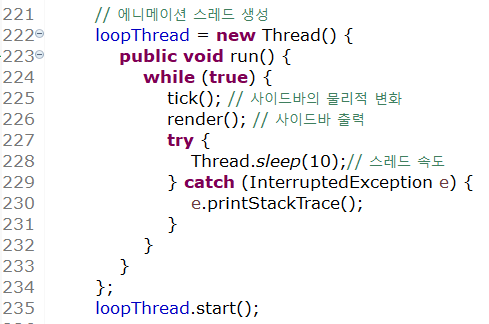 221 // 에니메이션 스레드 생성
222 loopThread = new Thread() {
223 public void run() {
224 while (true) {
225 tick(); // 사이드바의 물리적 변화
226 render(); // 사이드바 출력
227 try {
228 Thread.sleep(10);// 스레드 속도
229 } catch (InterruptedException e) {
230 e.printStackTrace();
231 }
232 }
233 }
234 };
235 loopThread.start();